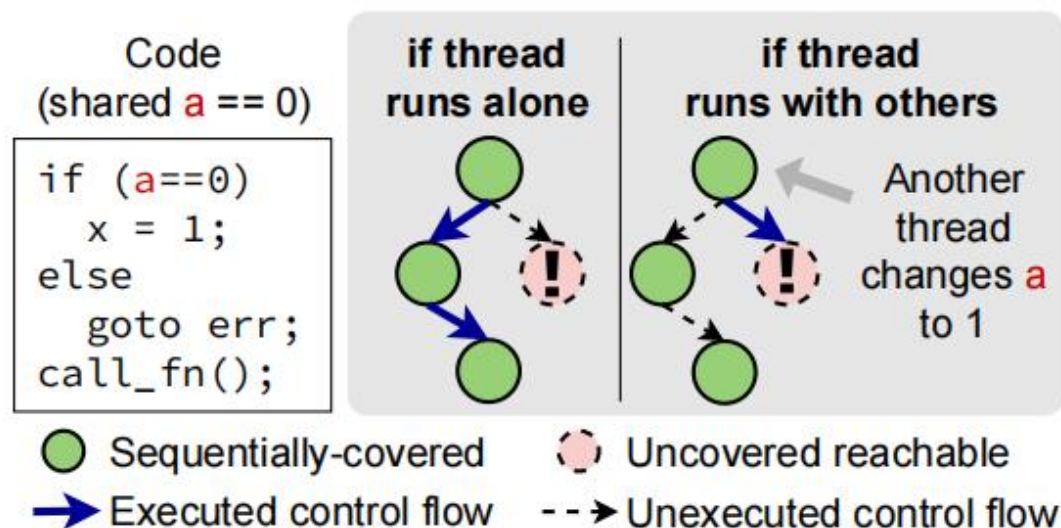 Code
(shared a == 0)
if (a==0)
  x = 1;
else
  goto err;
call_fn();
if thread
runs alone
!
if thread
runs with others
!
Another
thread
changes a
to 1
Sequentially-covered
Uncovered reachable
Executed control flow
Unexecuted control flow